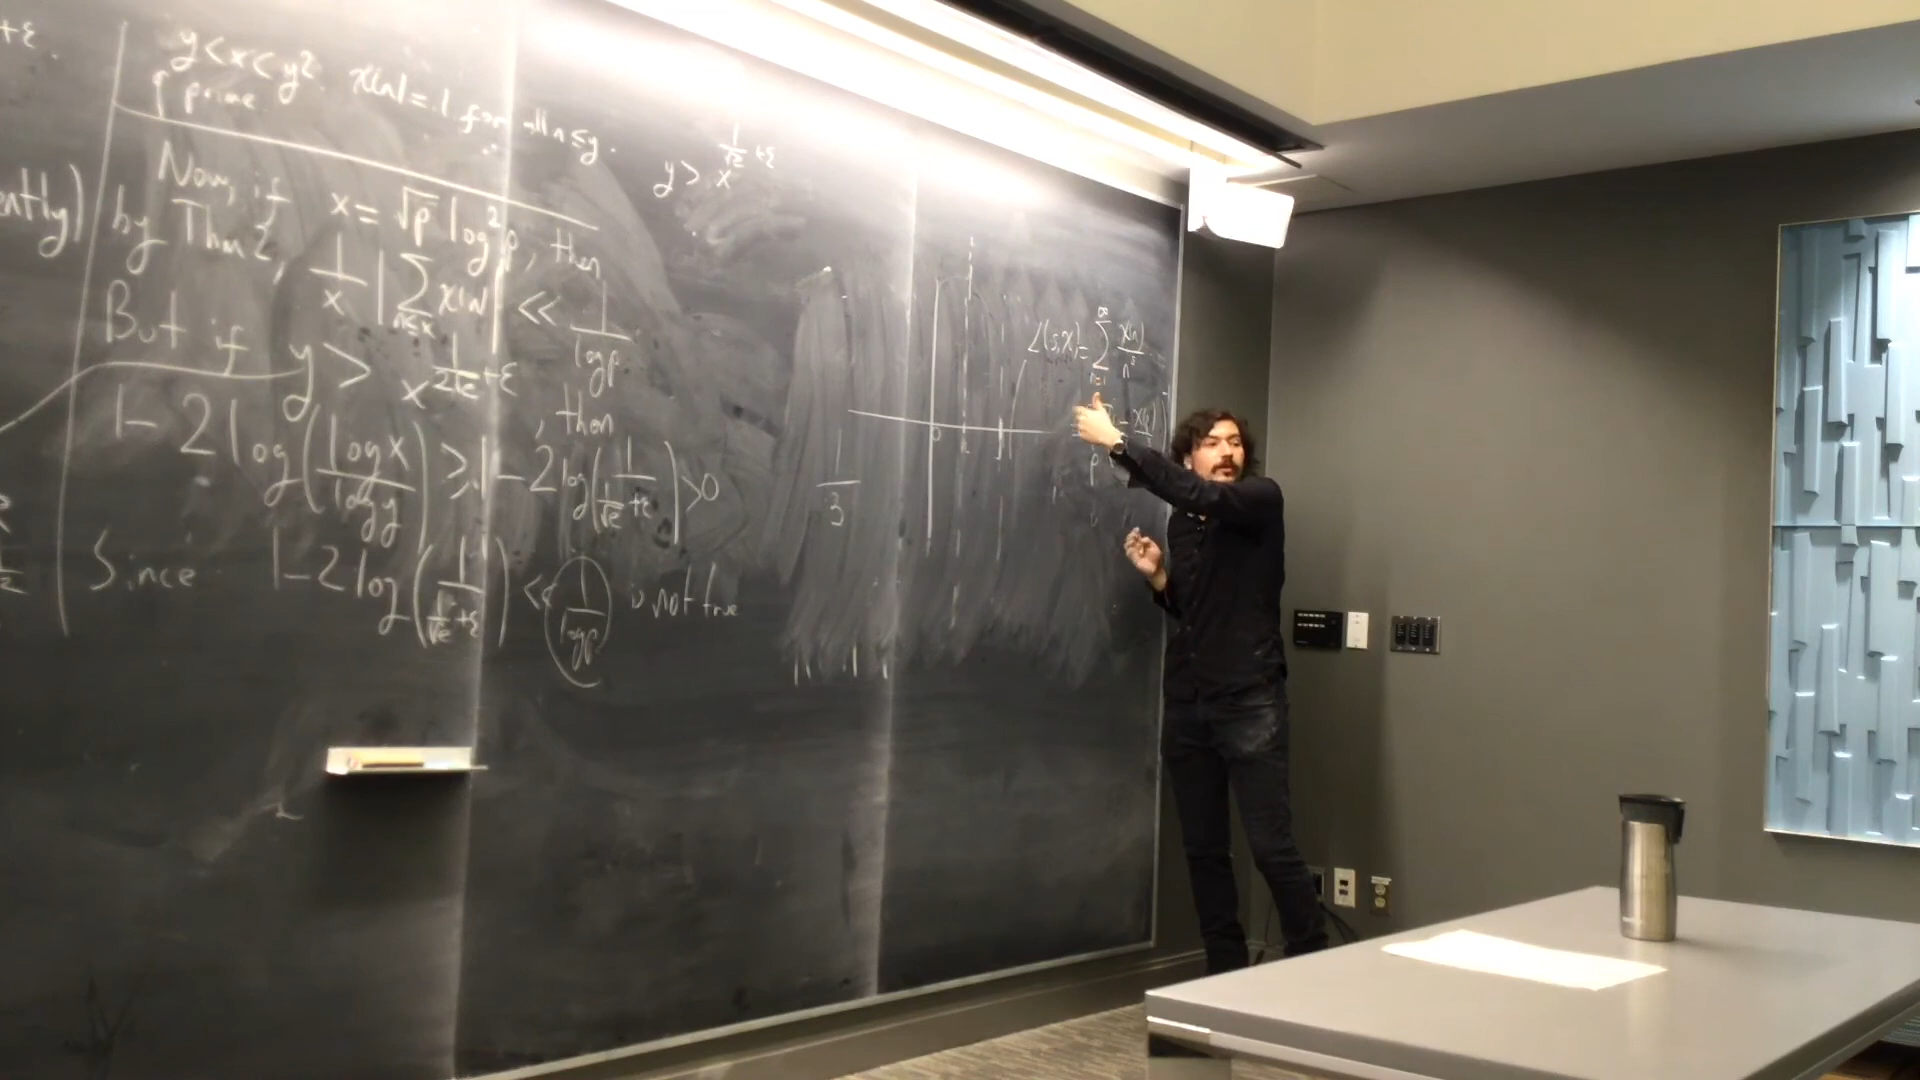 +ε.
y < x < y². χ(n) = 1 for all n ≤ y.
prime
y > x^{1/√e + ε}
ently)
Now, if x = √p log² p, then
by Thm 2, 1/x | Σ_{n≤x} χ(n) | << 1/log p
But if y > x^{1/2√e + ε}, then
1 - 2 log( log x / log y ) ≥ 1 - 2 log( 1 / (1/√e + ε) ) > 0
Since 1 - 2 log( 1 / (1/√e + ε) ) << 1/log p is not true
1/3
0
L(s,χ) = Σ_{n=1}^{∞} χ(n)/n^s